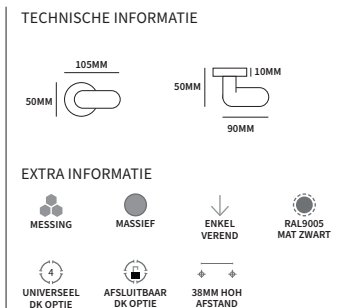 TECHNISCHE INFORMATIE
105MM
50MM
50MM
10MM
90MM
EXTRA INFORMATIE
MESSING
MASSIEF
ENKEL
VEREND
RAL9005
MAT ZWART
4
UNIVERSEEL
DK OPTIE
AFSLUITBAAR
DK OPTIE
38MM HOH
AFSTAND